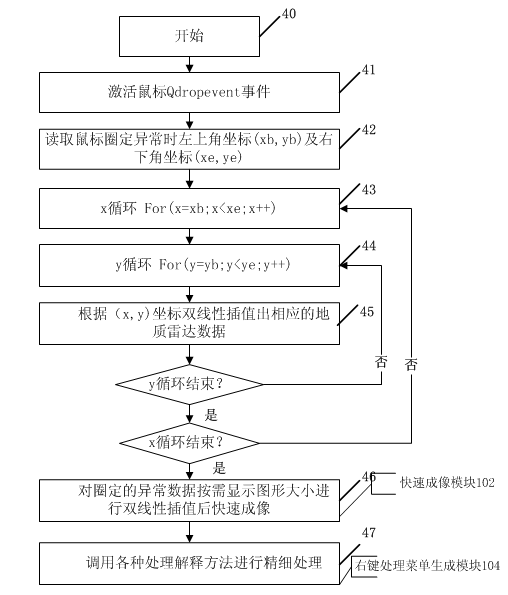 40
开始
41
激活鼠标Qdropevent事件
42
读取鼠标圈定异常时左上角坐标(xb,yb)及右
下角坐标(xe,ye)
43
x循环 For(x=xb;x<xe;x++)
44
y循环 For(y=yb;y<ye;y++)
45
根据（x,y)坐标双线性插值出相应的地
质雷达数据
否
否
y循环结束？
是
x循环结束？
是
46
对圈定的异常数据按需显示图形大小进
行双线性插值后快速成像
快速成像模块102
47
调用各种处理解释方法进行精细处理
右键处理菜单生成模块104